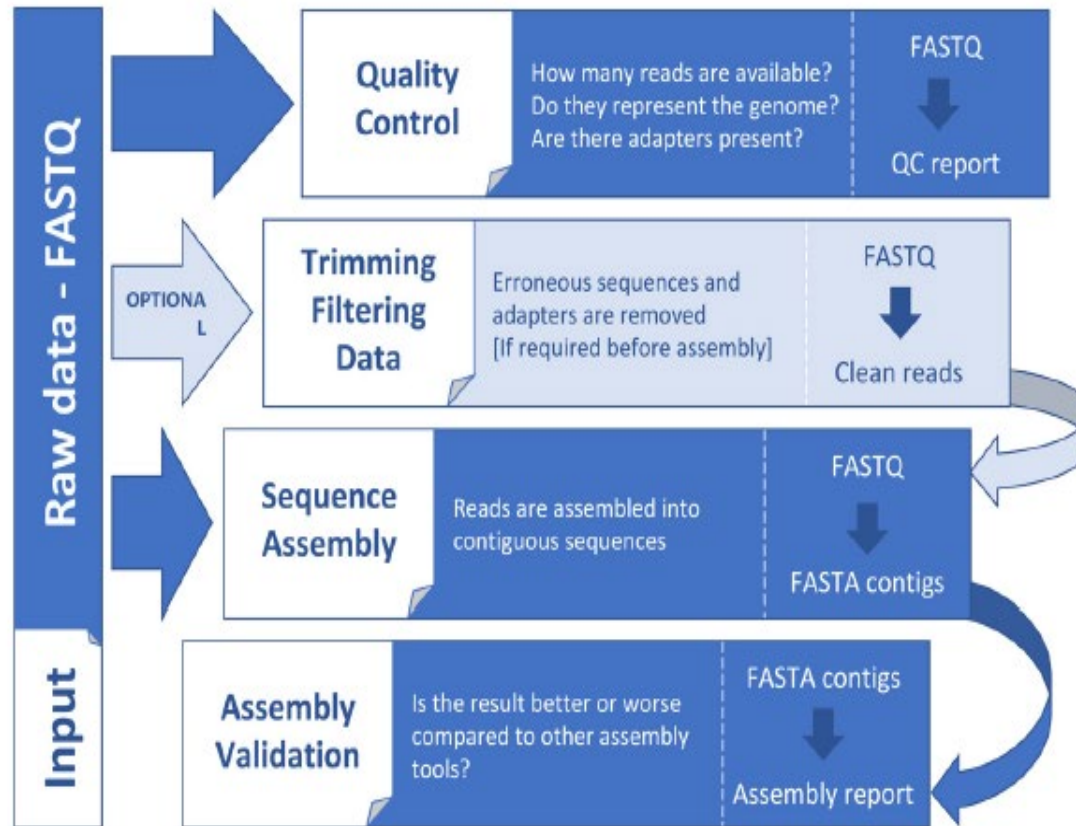 Raw data - FASTQ
Input
Quality
Control
How many reads are available?
Do they represent the genome?
Are there adapters present?
FASTQ
QC report
OPTIONA
L
Trimming
Filtering
Data
Erroneous sequences and
adapters are removed
[If required before assembly]
FASTQ
Clean reads
Sequence
Assembly
Reads are assembled into
contiguous sequences
FASTQ
FASTA contigs
Assembly
Validation
Is the result better or worse
compared to other assembly
tools?
FASTA contigs
Assembly report